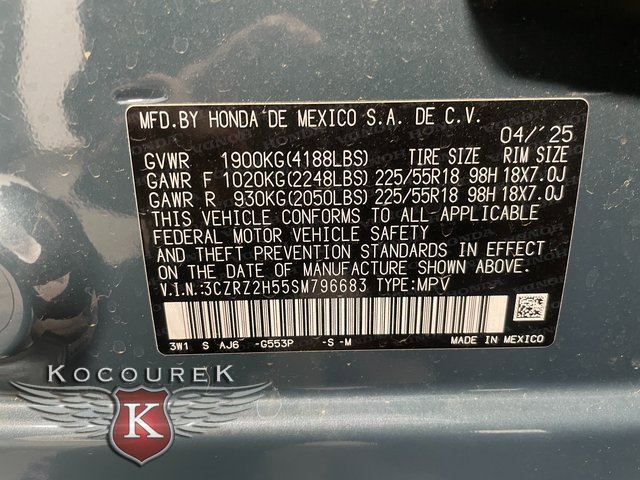 MFD.BY HONDA DE MEXICO S.A. DE C.V.
04/'25
GVWR 1900KG(4188LBS) TIRE SIZE RIM SIZE
GAWR F 1020KG(2248LBS) 225/55R18 98H 18X7.0J
GAWR R 930KG(2050LBS) 225/55R18 98H 18X7.0J
THIS VEHICLE CONFORMS TO ALL APPLICABLE
FEDERAL MOTOR VEHICLE SAFETY
AND THEFT PREVENTION STANDARDS IN EFFECT
ON THE DATE OF MANUFACTURE SHOWN ABOVE.
V.I.N.:3CZRZ2H55SM796683 TYPE:MPV
3W1 S AJ6 -G553P -S -M MADE IN MEXICO
KOCOUREK
K